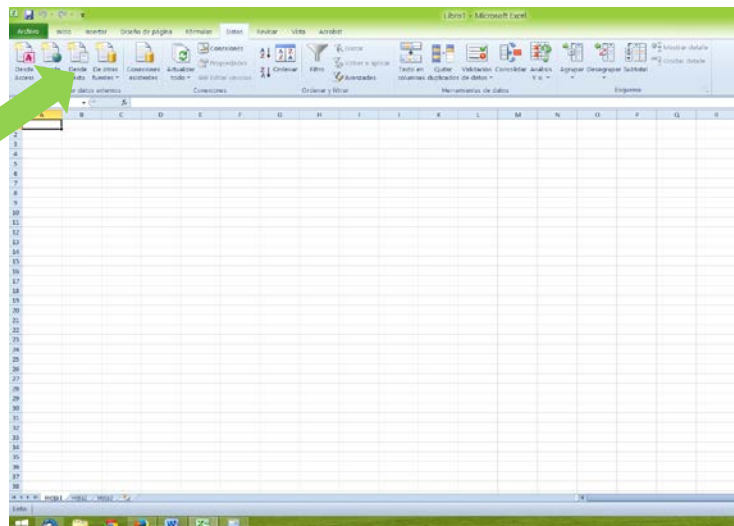 Libro1 - Microsoft Excel
Archivo Inicio Insertar Diseño de página Fórmulas Datos Revisar Vista Acrobat
Desde Access
Desde texto
De otras fuentes
Conexiones existentes
Actualizar todo
Conexiones
Propiedades
Editar vínculos
Ordenar
Filtro
Borrar
Volver a aplicar
Avanzadas
Texto en columnas
Quitar duplicados
Validación de datos
Consolidar
Análisis Y si
Agrupar Desagrupar Subtotal
Mostrar detalle
Ocultar detalle
datos externos Conexiones Ordenar y filtrar Herramientas de datos Esquema
fx
A B C D E F G H I J K L M N O P Q R
2
3
4
5
6
7
8
9
10
11
12
13
14
15
16
17
18
19
20
21
22
23
24
25
26
27
28
29
30
31
32
33
34
35
36
37
38
Hoja1 Hoja2 Hoja3
Listo